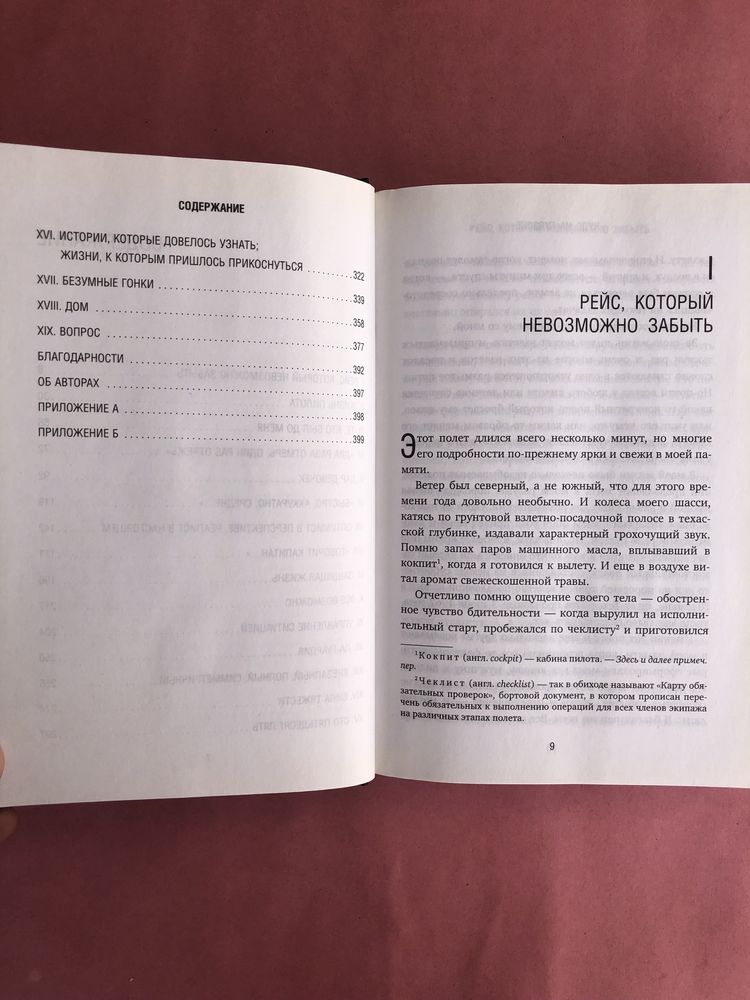 СОДЕРЖАНИЕ
XVI. ИСТОРИИ, КОТОРЫЕ ДОВЕЛОСЬ УЗНАТЬ;
ЖИЗНИ, К КОТОРЫМ ПРИШЛОСЬ ПРИКОСНУТЬСЯ ..........322
XVII. БЕЗУМНЫЕ ГОНКИ ..........339
XVIII. ДОМ ..........358
XIX. ВОПРОС ..........377
БЛАГОДАРНОСТИ ..........392
ОБ АВТОРАХ ..........397
ПРИЛОЖЕНИЕ А ..........398
ПРИЛОЖЕНИЕ Б ..........399
I
РЕЙС, КОТОРЫЙ
НЕВОЗМОЖНО ЗАБЫТЬ
Этот полет длился всего несколько минут, но многие
его подробности по-прежнему ярки и свежи в моей па-
мяти.
Ветер был северный, а не южный, что для этого вре-
мени года довольно необычно. И колеса моего шасси,
катясь по грунтовой взлетно-посадочной полосе в техас-
ской глубинке, издавали характерный грохочущий звук.
Помню запах паров машинного масла, вплывавший в
кокпит¹, когда я готовился к вылету. И еще в воздухе ви-
тал аромат свежескошенной травы.
Отчетливо помню ощущение своего тела — обострен-
ное чувство бдительности — когда вырулил на исполни-
тельный старт, пробежался по чеклисту² и приготовился
¹ Кокпит (англ. cockpit) — кабина пилота. — Здесь и далее примеч.
пер.
² Чеклист (англ. checklist) — так в обиходе называют «Карту обя-
зательных проверок», бортовой документ, в котором прописан пере-
чень обязательных к выполнению операций для всех членов экипажа
на различных этапах полета.
9